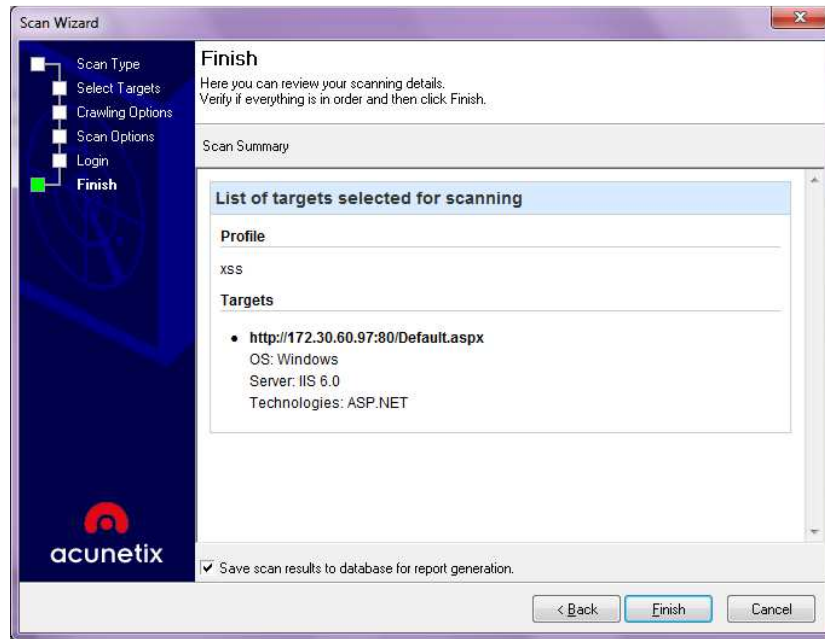 Scan Wizard
Scan Type
Select Targets
Crawling Options
Scan Options
Login
Finish
acunetix
Finish
Here you can review your scanning details.
Verify if everything is in order and then click Finish.
Scan Summary
List of targets selected for scanning
Profile
xss
Targets
• http://172.30.60.97:80/Default.aspx
OS: Windows
Server: IIS 6.0
Technologies: ASP.NET
Save scan results to database for report generation.
< Back Finish Cancel